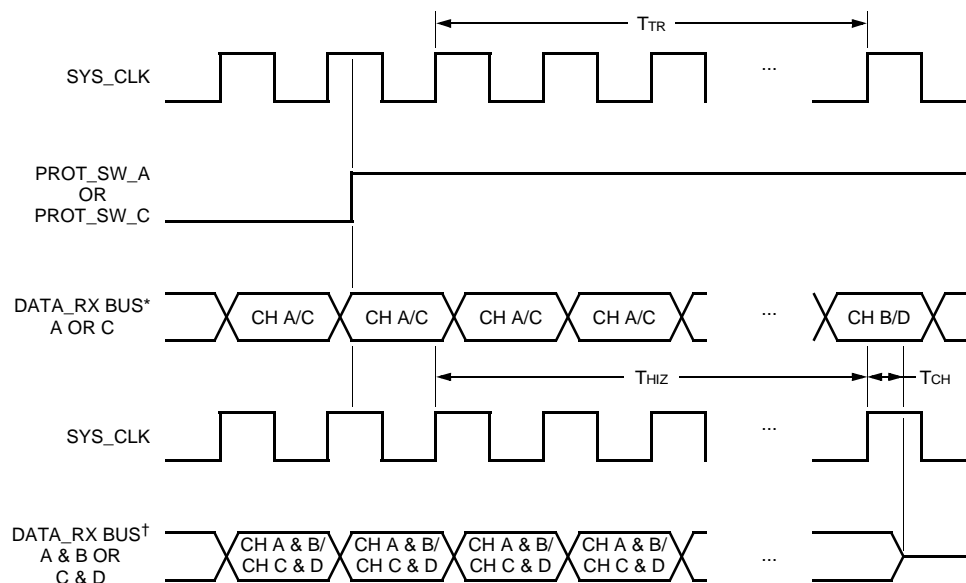 TTR
SYS_CLK
...
PROT_SW_A
OR
PROT_SW_C
DATA_RX BUS*
A OR C
CH A/C
CH A/C
CH A/C
CH A/C
...
CH B/D
THIZ
TCH
SYS_CLK
...
DATA_RX BUS†
A & B OR
C & D
CH A & B/
CH C & D
CH A & B/
CH C & D
CH A & B/
CH C & D
CH A & B/
CH C & D
...